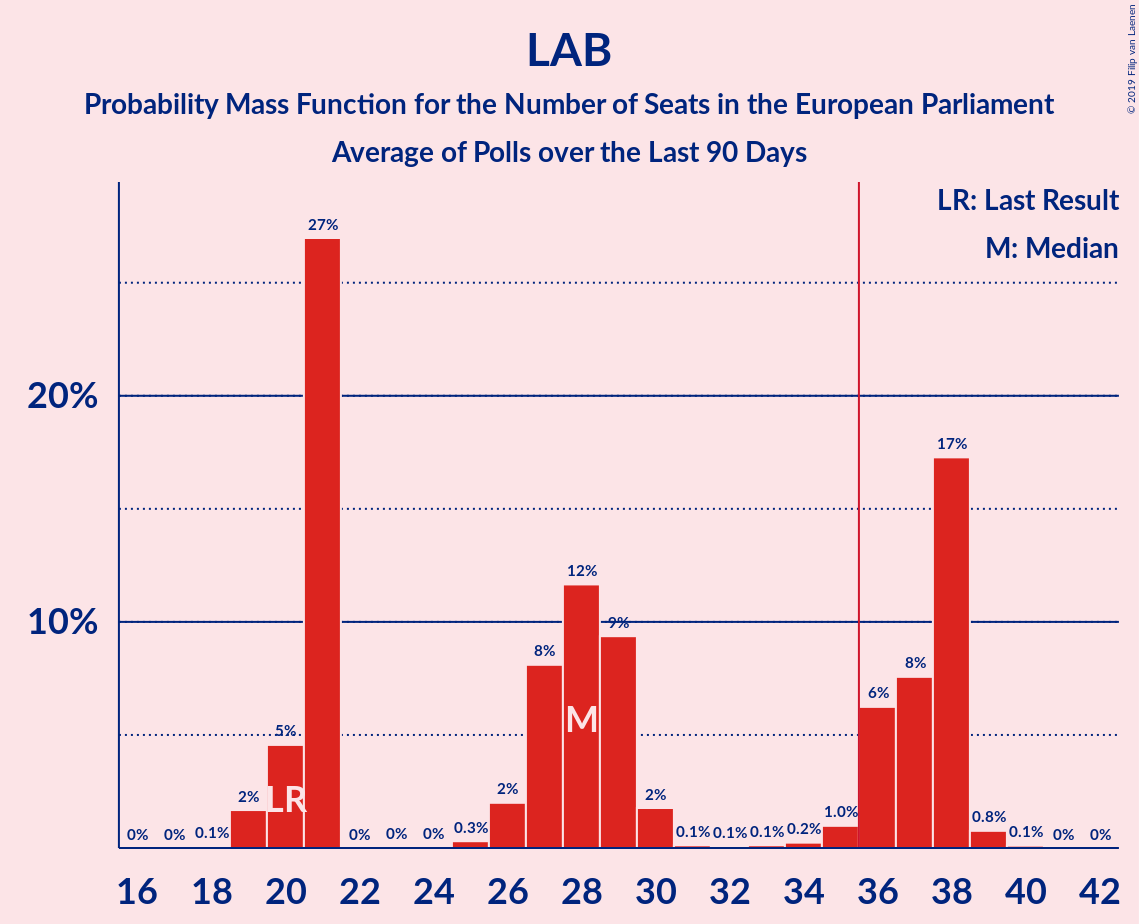 LAB
Probability Mass Function for the Number of Seats in the European Parliament
Average of Polls over the Last 90 Days
© 2019 Filip van Laenen
LR: Last Result
M: Median
20%
10%
0% 0% 0.1% 2% 5% 27% 0% 0% 0% 0.3% 2% 8% 12% 9% 2% 0.1% 0.1% 0.1% 0.2% 1.0% 6% 8% 17% 0.8% 0.1% 0% 0%
LR M
16 18 20 22 24 26 28 30 32 34 36 38 40 42